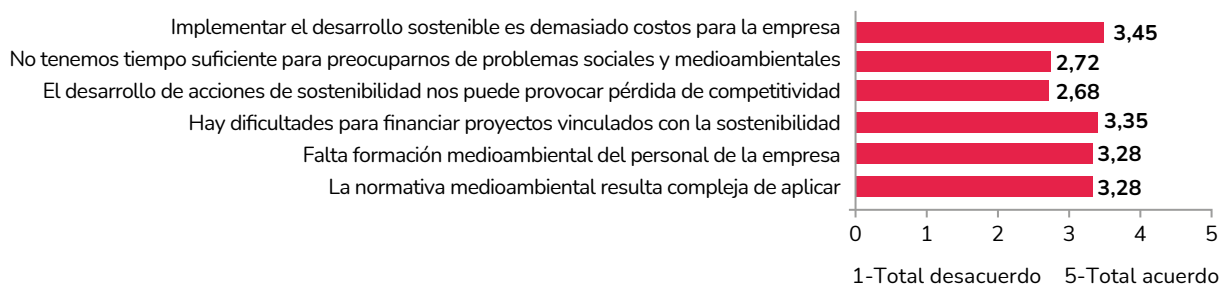 Implementar el desarrollo sostenible es demasiado costos para la empresa 3,45
No tenemos tiempo suficiente para preocuparnos de problemas sociales y medioambientales 2,72
El desarrollo de acciones de sostenibilidad nos puede provocar pérdida de competitividad 2,68
Hay dificultades para financiar proyectos vinculados con la sostenibilidad 3,35
Falta formación medioambiental del personal de la empresa 3,28
La normativa medioambiental resulta compleja de aplicar 3,28
0 1 2 3 4 5
1-Total desacuerdo 5-Total acuerdo